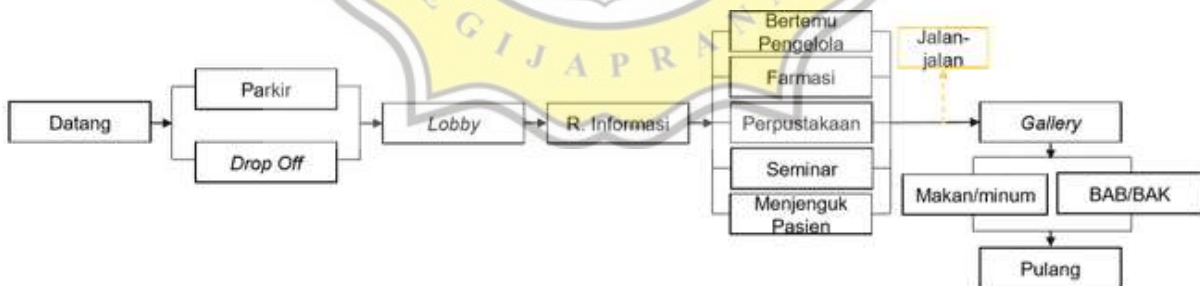 Bertemu
Pengelola
Jalan-
jalan
Farmasi
Parkir
Datang
Lobby
R. Informasi
Perpustakaan
Gallery
Drop Off
Seminar
Makan/minum
BAB/BAK
Menjenguk
Pasien
Pulang
EGIJAPRANA